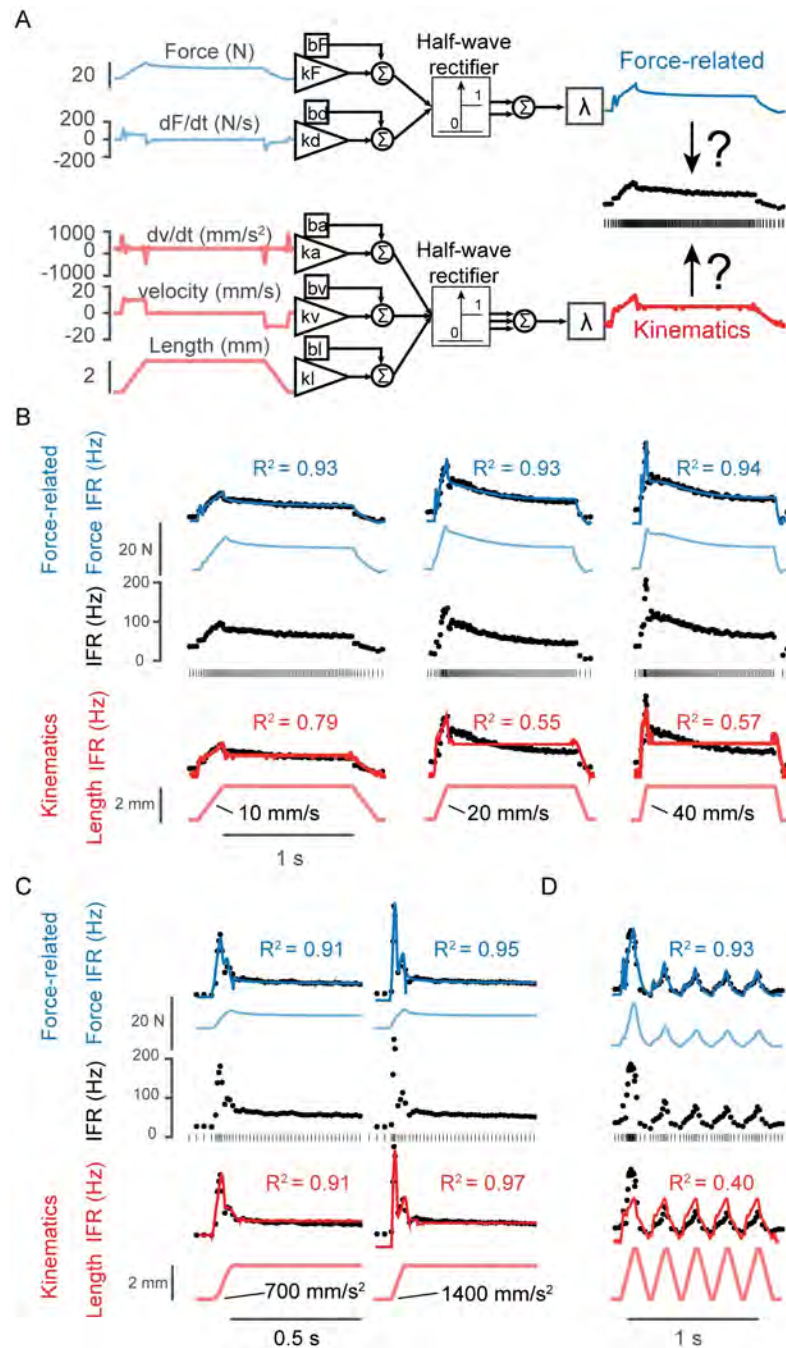 A
Force (N)
20
bF
kF
Σ
Half-wave
rectifier
1
0
Σ
λ
Force-related
dF/dt (N/s)
200
0
-200
bd
kd
Σ
?
dv/dt (mm/s²)
1000
0
-1000
ba
ka
Σ
velocity (mm/s)
20
0
-20
bv
kv
Σ
Half-wave
rectifier
1
0
Σ
λ
?
Kinematics
Length (mm)
2
bl
kl
Σ
B
Force-related
Force IFR (Hz)
R² = 0.93
R² = 0.93
R² = 0.94
20 N
IFR (Hz)
200
100
0
Kinematics
Length IFR (Hz)
R² = 0.79
R² = 0.55
R² = 0.57
2 mm
10 mm/s
20 mm/s
40 mm/s
1 s
C
Force-related
Force IFR (Hz)
R² = 0.91
R² = 0.95
20 N
IFR (Hz)
200
100
0
Kinematics
Length IFR (Hz)
R² = 0.91
R² = 0.97
2 mm
700 mm/s²
1400 mm/s²
0.5 s
D
R² = 0.93
R² = 0.40
1 s